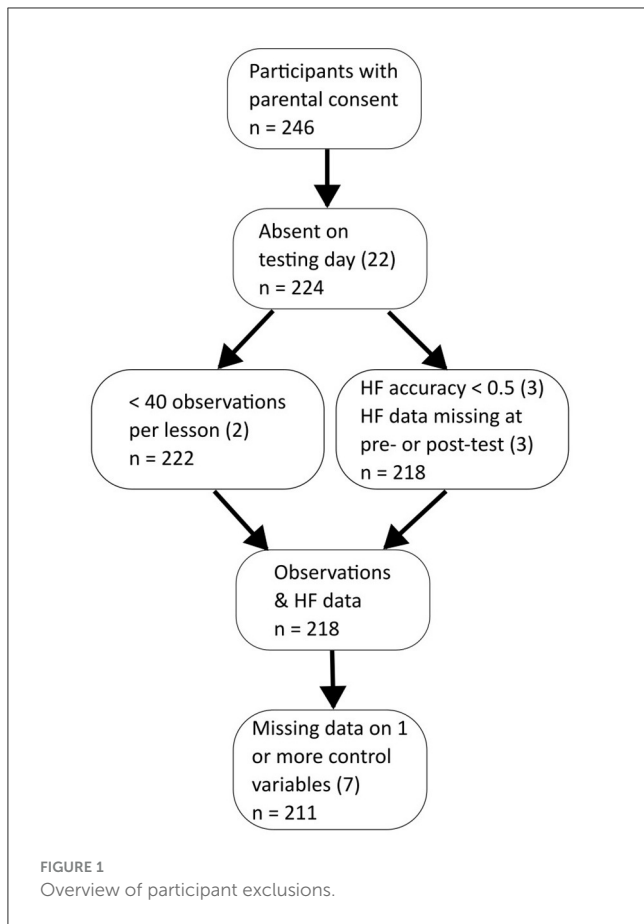 Participants with
parental consent
n = 246
Absent on
testing day (22)
n = 224
< 40 observations
per lesson (2)
n = 222
HF accuracy < 0.5 (3)
HF data missing at
pre- or post-test (3)
n = 218
Observations
& HF data
n = 218
Missing data on 1
or more control
variables (7)
n = 211
FIGURE 1
Overview of participant exclusions.